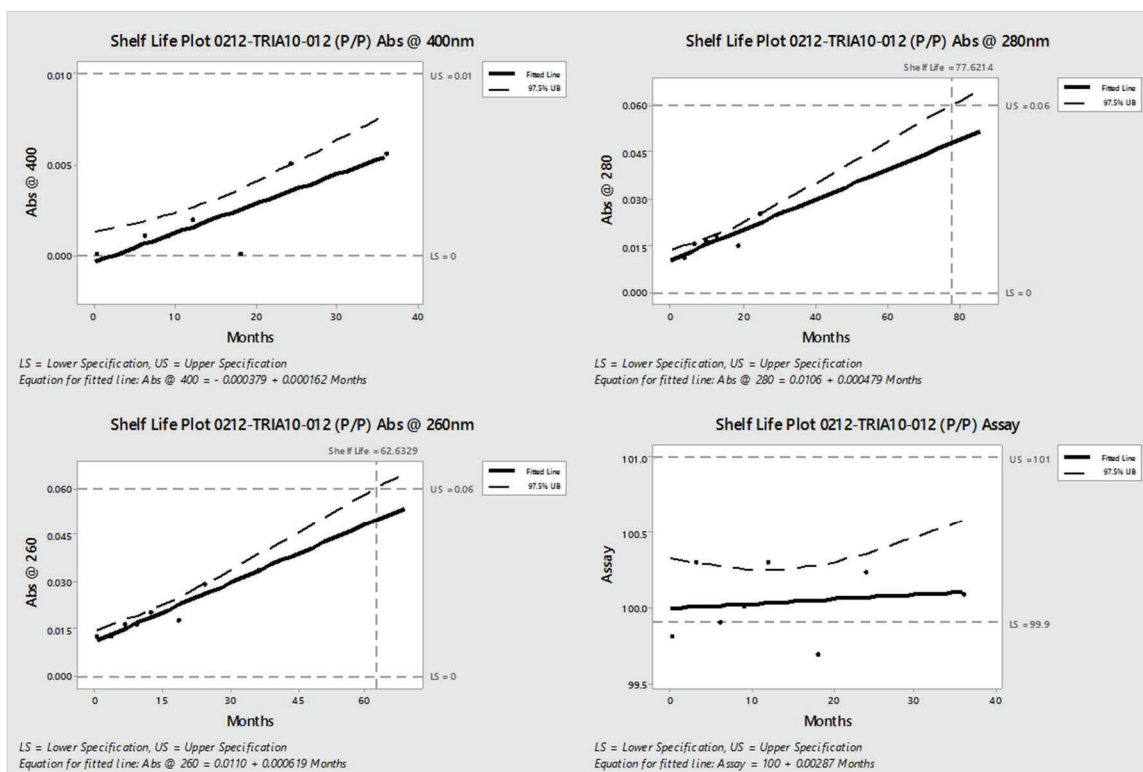 Shelf Life Plot 0212-TRIA10-012 (P/P) Abs @ 400nm
0.010
0.005
0.000
Abs @ 400
US = 0.01
LS = 0
Fitted Line
97.5% UB
0 10 20 30 40
Months
LS = Lower Specification, US = Upper Specification
Equation for fitted line: Abs @ 400 = - 0.000379 + 0.000162 Months
Shelf Life Plot 0212-TRIA10-012 (P/P) Abs @ 280nm
Shelf Life = 77.6214
0.060
0.045
0.030
0.015
0.000
Abs @ 280
US = 0.06
LS = 0
Fitted Line
97.5% UB
0 20 40 60 80
Months
LS = Lower Specification, US = Upper Specification
Equation for fitted line: Abs @ 280 = 0.0106 + 0.000479 Months
Shelf Life Plot 0212-TRIA10-012 (P/P) Abs @ 260nm
Shelf Life = 62.6329
0.060
0.045
0.030
0.015
0.000
Abs @ 260
US = 0.06
LS = 0
Fitted Line
97.5% UB
0 15 30 45 60
Months
LS = Lower Specification, US = Upper Specification
Equation for fitted line: Abs @ 260 = 0.0110 + 0.000619 Months
Shelf Life Plot 0212-TRIA10-012 (P/P) Assay
101.0
100.5
100.0
99.5
Assay
US = 101
LS = 99.9
Fitted Line
97.5% UB
0 10 20 30 40
Months
LS = Lower Specification, US = Upper Specification
Equation for fitted line: Assay = 100 + 0.00287 Months